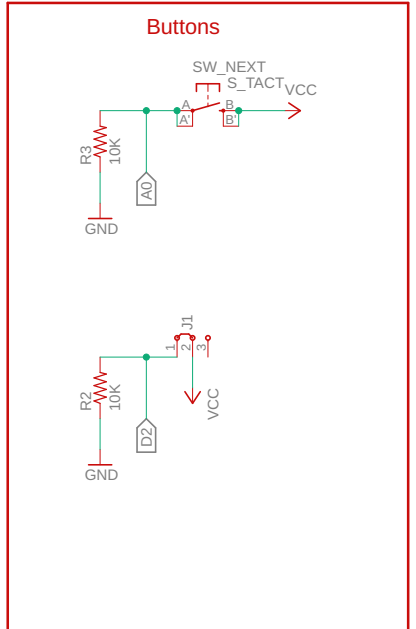 Buttons
SW_NEXT
S_TACT
VCC
A
B
A'
B'
R3
10K
A0
GND
J1
1
2
3
R2
10K
VCC
D2
GND